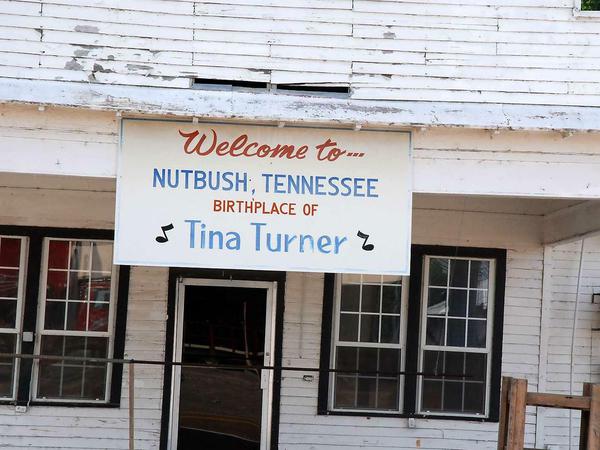 Welcome to...
NUTBUSH, TENNESSEE
BIRTHPLACE OF
Tina Turner